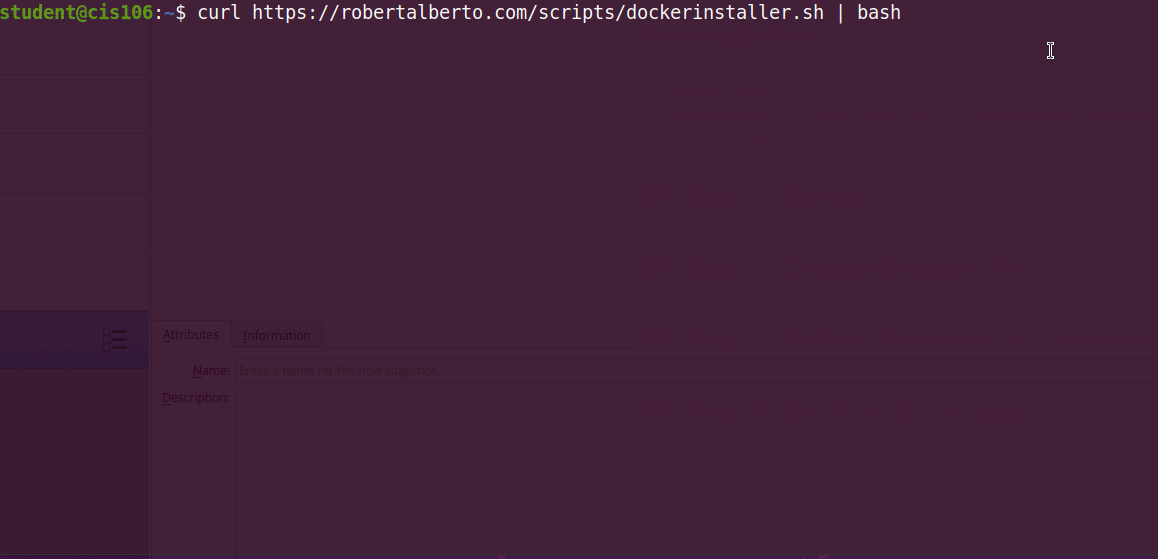 student@cis106:~$ curl https://robertalberto.com/scripts/dockerinstaller.sh | bash
Attributes Information
Name: Enter a name for the new snapshot...
Description: